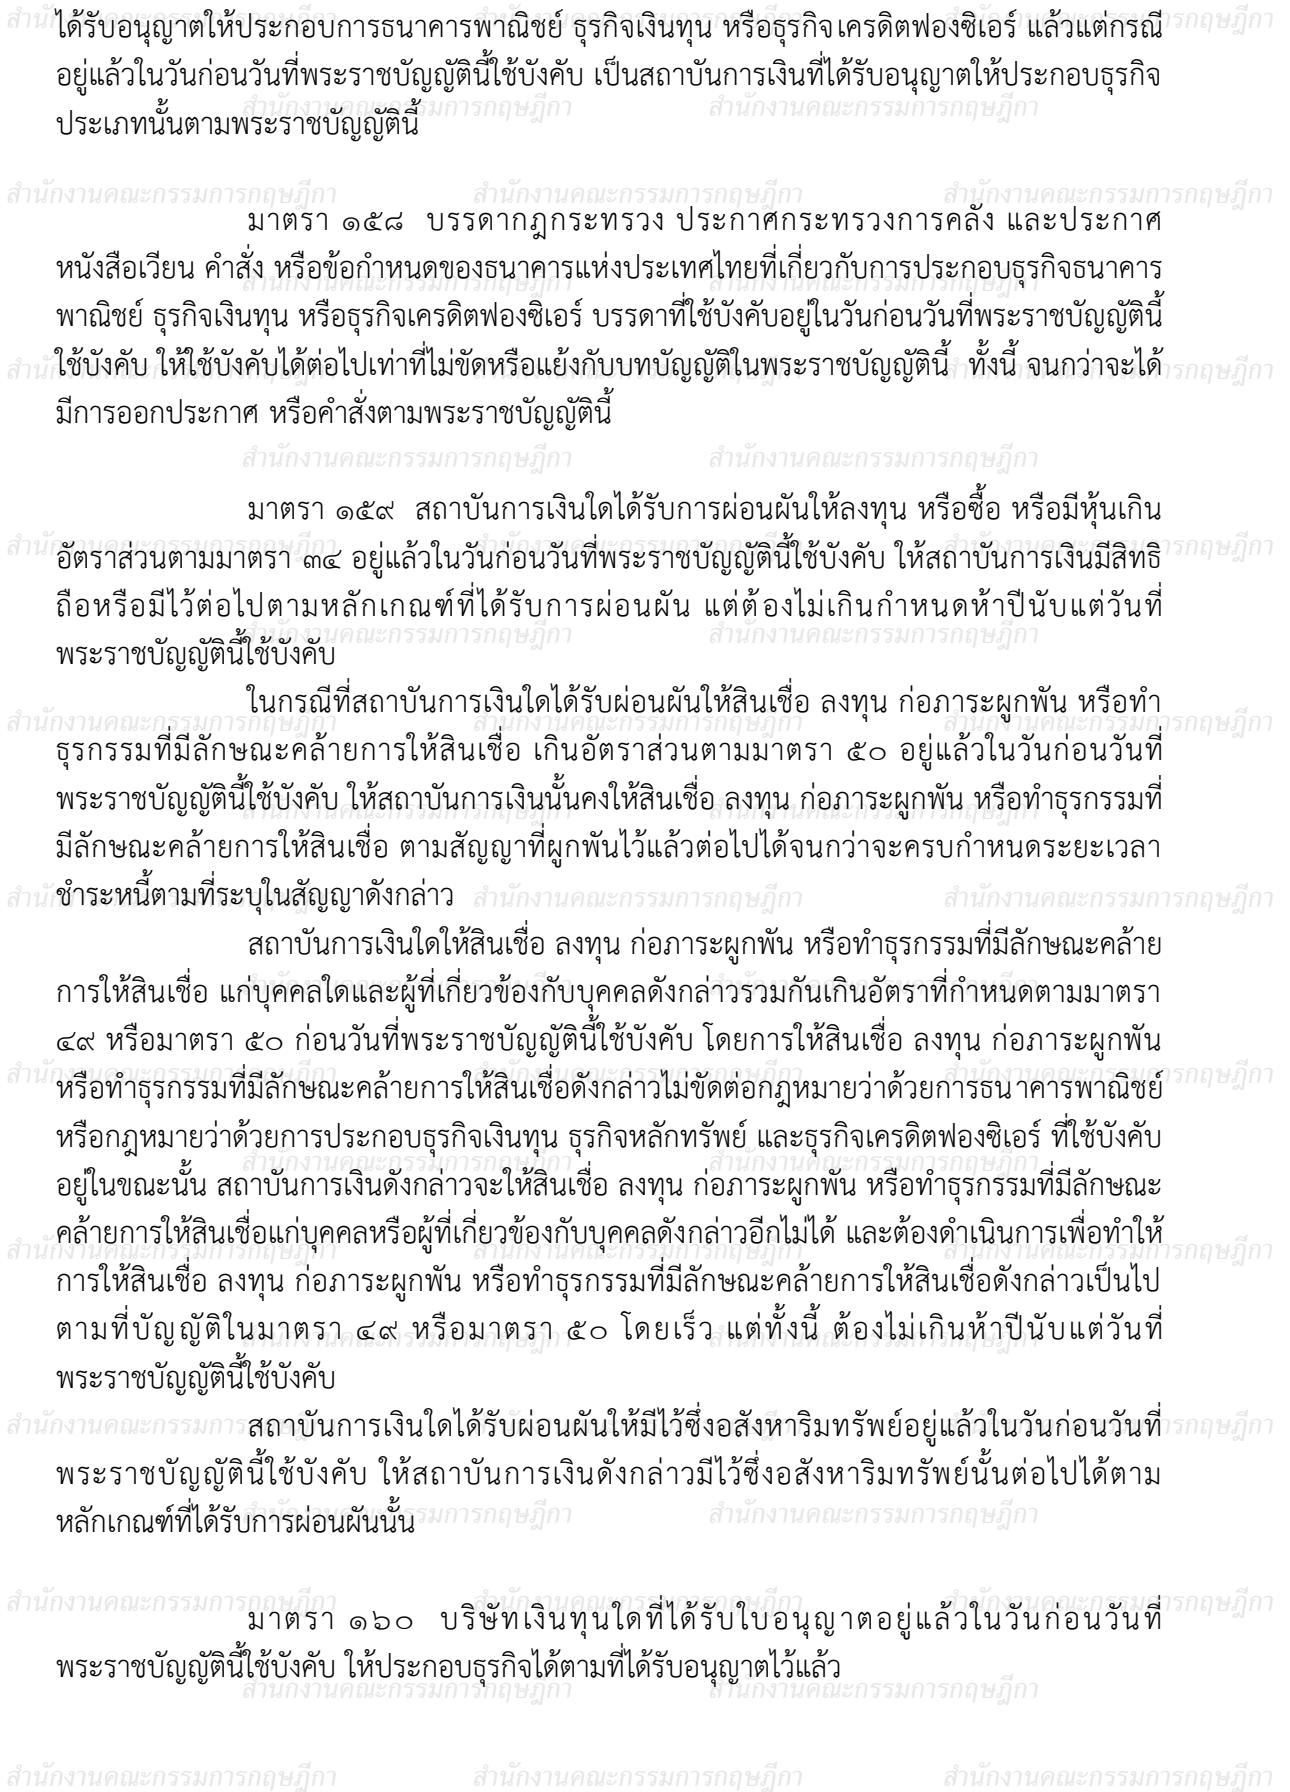 ได้รับอนุญาตให้ประกอบการธนาคารพาณิชย์ ธุรกิจเงินทุน หรือธุรกิจเครดิตฟองซิเอร์ แล้วแต่กรณี
อยู่แล้วในวันก่อนวันที่พระราชบัญญัตินี้ใช้บังคับ เป็นสถาบันการเงินที่ได้รับอนุญาตให้ประกอบธุรกิจ
ประเภทนั้นตามพระราชบัญญัตินี้
มาตรา ๑๕๘ บรรดากฎกระทรวง ประกาศกระทรวงการคลัง และประกาศ
หนังสือเวียน คำสั่ง หรือข้อกำหนดของธนาคารแห่งประเทศไทยที่เกี่ยวกับการประกอบธุรกิจธนาคาร
พาณิชย์ ธุรกิจเงินทุน หรือธุรกิจเครดิตฟองซิเอร์ บรรดาที่ใช้บังคับอยู่ในวันก่อนวันที่พระราชบัญญัตินี้
ใช้บังคับ ให้ใช้บังคับได้ต่อไปเท่าที่ไม่ขัดหรือแย้งกับบทบัญญัติในพระราชบัญญัตินี้ ทั้งนี้ จนกว่าจะได้
มีการออกประกาศ หรือคำสั่งตามพระราชบัญญัตินี้
มาตรา ๑๕๙ สถาบันการเงินใดได้รับการผ่อนผันให้ลงทุน หรือซื้อ หรือมีหุ้นเกิน
อัตราส่วนตามมาตรา ๓๔ อยู่แล้วในวันก่อนวันที่พระราชบัญญัตินี้ใช้บังคับ ให้สถาบันการเงินมีสิทธิ
ถือหรือมีไว้ต่อไปตามหลักเกณฑ์ที่ได้รับการผ่อนผัน แต่ต้องไม่เกินกำหนดห้าปีนับแต่วันที่
พระราชบัญญัตินี้ใช้บังคับ
ในกรณีที่สถาบันการเงินใดได้รับผ่อนผันให้สินเชื่อ ลงทุน ก่อภาระผูกพัน หรือทำ
ธุรกรรมที่มีลักษณะคล้ายการให้สินเชื่อ เกินอัตราส่วนตามมาตรา ๕๐ อยู่แล้วในวันก่อนวันที่
พระราชบัญญัตินี้ใช้บังคับ ให้สถาบันการเงินนั้นคงให้สินเชื่อ ลงทุน ก่อภาระผูกพัน หรือทำธุรกรรมที่
มีลักษณะคล้ายการให้สินเชื่อ ตามสัญญาที่ผูกพันไว้แล้วต่อไปได้จนกว่าจะครบกำหนดระยะเวลา
ชำระหนี้ตามที่ระบุในสัญญาดังกล่าว
สถาบันการเงินใดให้สินเชื่อ ลงทุน ก่อภาระผูกพัน หรือทำธุรกรรมที่มีลักษณะคล้าย
การให้สินเชื่อ แก่บุคคลใดและผู้ที่เกี่ยวข้องกับบุคคลดังกล่าวรวมกันเกินอัตราที่กำหนดตามมาตรา
๔๙ หรือมาตรา ๕๐ ก่อนวันที่พระราชบัญญัตินี้ใช้บังคับ โดยการให้สินเชื่อ ลงทุน ก่อภาระผูกพัน
หรือทำธุรกรรมที่มีลักษณะคล้ายการให้สินเชื่อดังกล่าวไม่ขัดต่อกฎหมายว่าด้วยการธนาคารพาณิชย์
หรือกฎหมายว่าด้วยการประกอบธุรกิจเงินทุน ธุรกิจหลักทรัพย์ และธุรกิจเครดิตฟองซิเอร์ ที่ใช้บังคับ
อยู่ในขณะนั้น สถาบันการเงินดังกล่าวจะให้สินเชื่อ ลงทุน ก่อภาระผูกพัน หรือทำธุรกรรมที่มีลักษณะ
คล้ายการให้สินเชื่อแก่บุคคลหรือผู้ที่เกี่ยวข้องกับบุคคลดังกล่าวอีกไม่ได้ และต้องดำเนินการเพื่อทำให้
การให้สินเชื่อ ลงทุน ก่อภาระผูกพัน หรือทำธุรกรรมที่มีลักษณะคล้ายการให้สินเชื่อดังกล่าวเป็นไป
ตามที่บัญญัติในมาตรา ๔๙ หรือมาตรา ๕๐ โดยเร็ว แต่ทั้งนี้ ต้องไม่เกินห้าปีนับแต่วันที่
พระราชบัญญัตินี้ใช้บังคับ
สถาบันการเงินใดได้รับผ่อนผันให้มีไว้ซึ่งอสังหาริมทรัพย์อยู่แล้วในวันก่อนวันที่
พระราชบัญญัตินี้ใช้บังคับ ให้สถาบันการเงินดังกล่าวมีไว้ซึ่งอสังหาริมทรัพย์นั้นต่อไปได้ตาม
หลักเกณฑ์ที่ได้รับการผ่อนผันนั้น
มาตรา ๑๖๐ บริษัทเงินทุนใดที่ได้รับใบอนุญาตอยู่แล้วในวันก่อนวันที่
พระราชบัญญัตินี้ใช้บังคับ ให้ประกอบธุรกิจได้ตามที่ได้รับอนุญาตไว้แล้ว
สำนักงานคณะกรรมการกฤษฎีกา สำนักงานคณะกรรมการกฤษฎีกา สำนักงานคณะกรรมการกฤษฎีกา